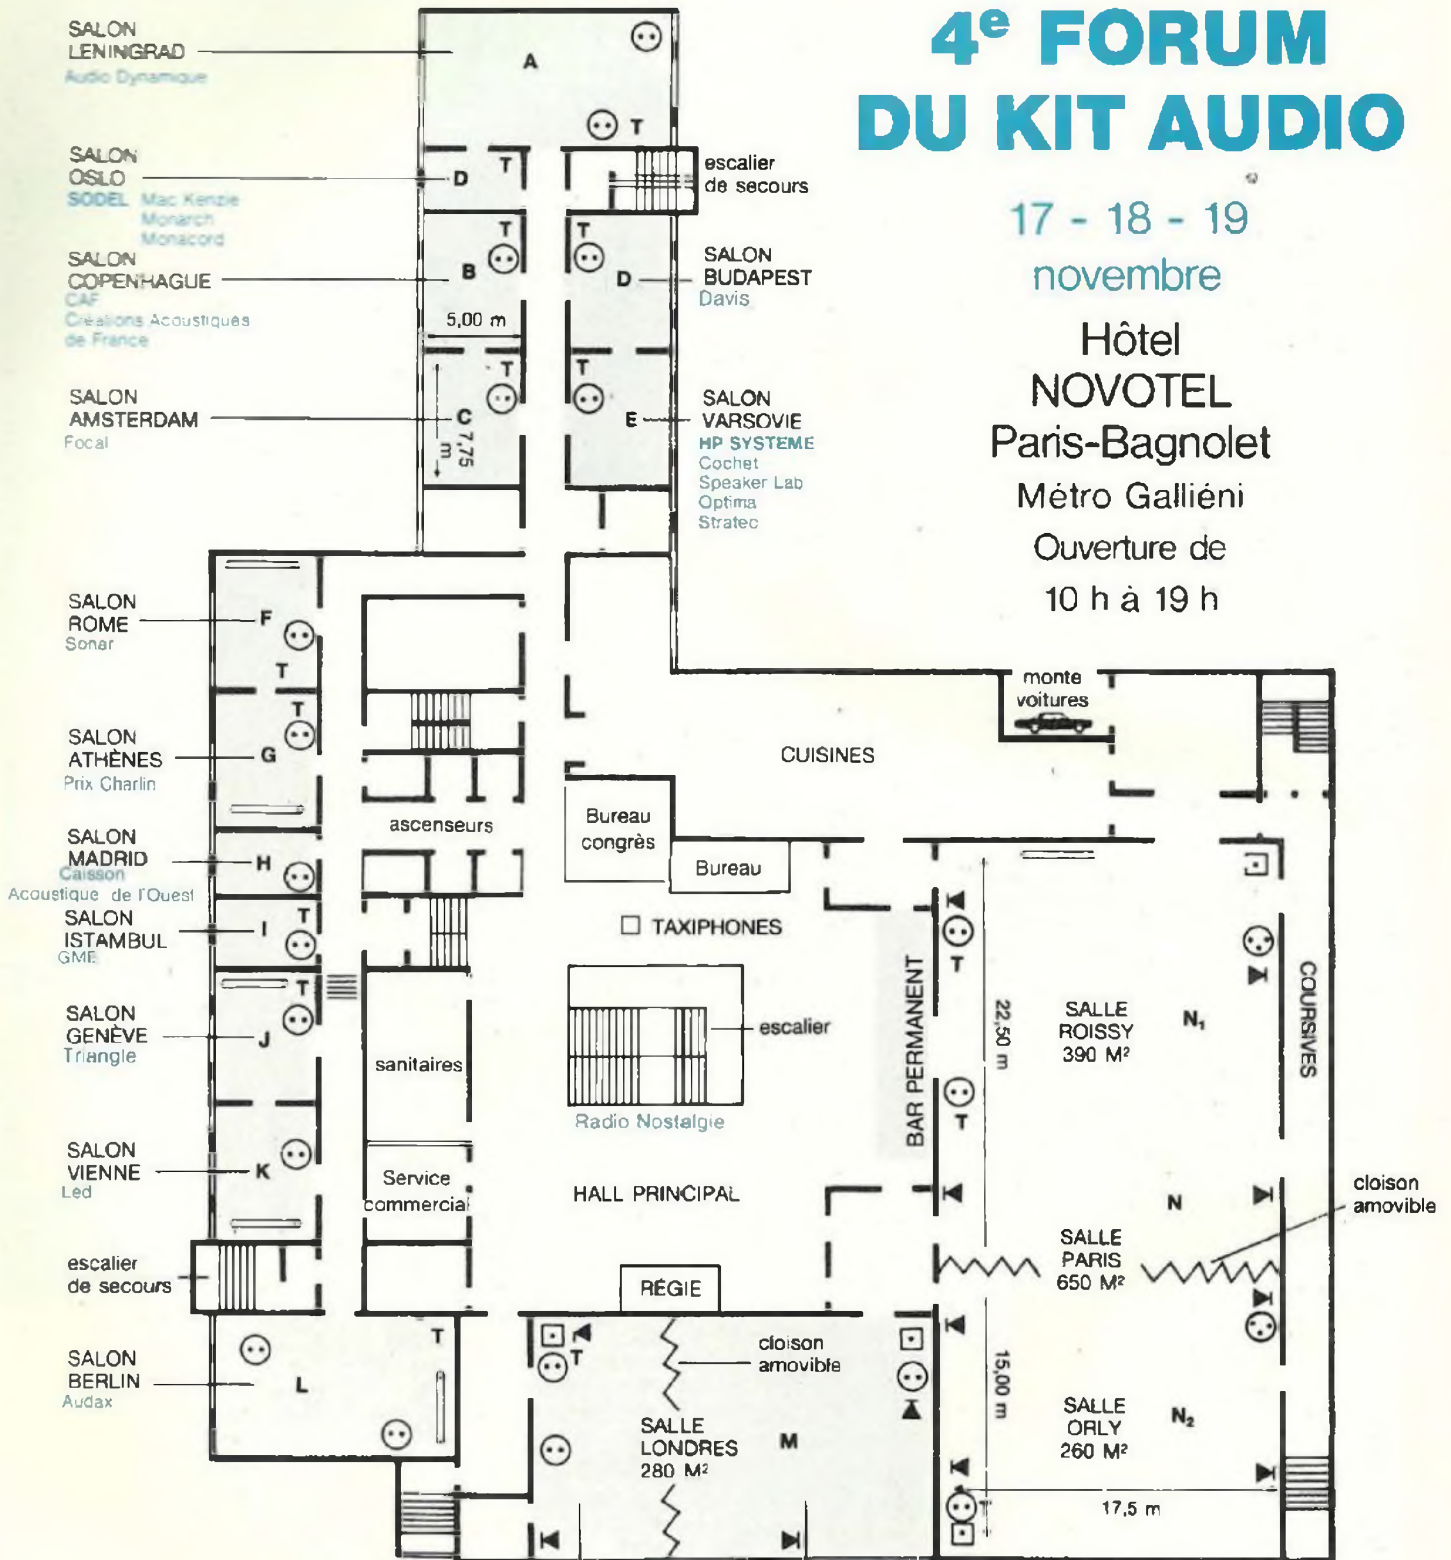 4e FORUM
DU KIT AUDIO
17 - 18 - 19
novembre
Hôtel
NOVOTEL
Paris-Bagnolet
Métro Galliéni
Ouverture de
10 h à 19 h
SALON
LENINGRAD
Audio Dynamique
A
T
SALON
OSLO
SODEL Mac Kenzie
Monarch
Monacord
D
T
escalier
de secours
SALON
COPENHAGUE
CAF
Créations Acoustiques
de France
B
T
5,00 m
T
D
SALON
BUDAPEST
Davis
SALON
AMSTERDAM
Focal
C
T
7,75
m
T
E
SALON
VARSOVIE
HP SYSTEME
Cochet
Speaker Lab
Optima
Stratec
SALON
ROME
Sonar
F
T
SALON
ATHÈNES
Prix Charlin
G
T
SALON
MADRID
Caisson
Acoustique de l'Ouest
H
SALON
ISTAMBUL
GME
I
T
SALON
GENÈVE
Triangle
J
T
SALON
VIENNE
Led
K
escalier
de secours
SALON
BERLIN
Audax
L
T
ascenseurs
sanitaires
Service
commercial
monte
voitures
CUISINES
Bureau
congrès
Bureau
TAXIPHONES
escalier
Radio Nostalgie
HALL PRINCIPAL
RÉGIE
BAR PERMANENT
T
T
22,50 m
SALLE
ROISSY
390 M²
N1
COURSIVES
N
SALLE
PARIS
650 M²
cloison
amovible
15,00 m
SALLE
ORLY
260 M²
N2
T
17,5 m
T
cloison
amovible
SALLE
LONDRES
280 M²
M